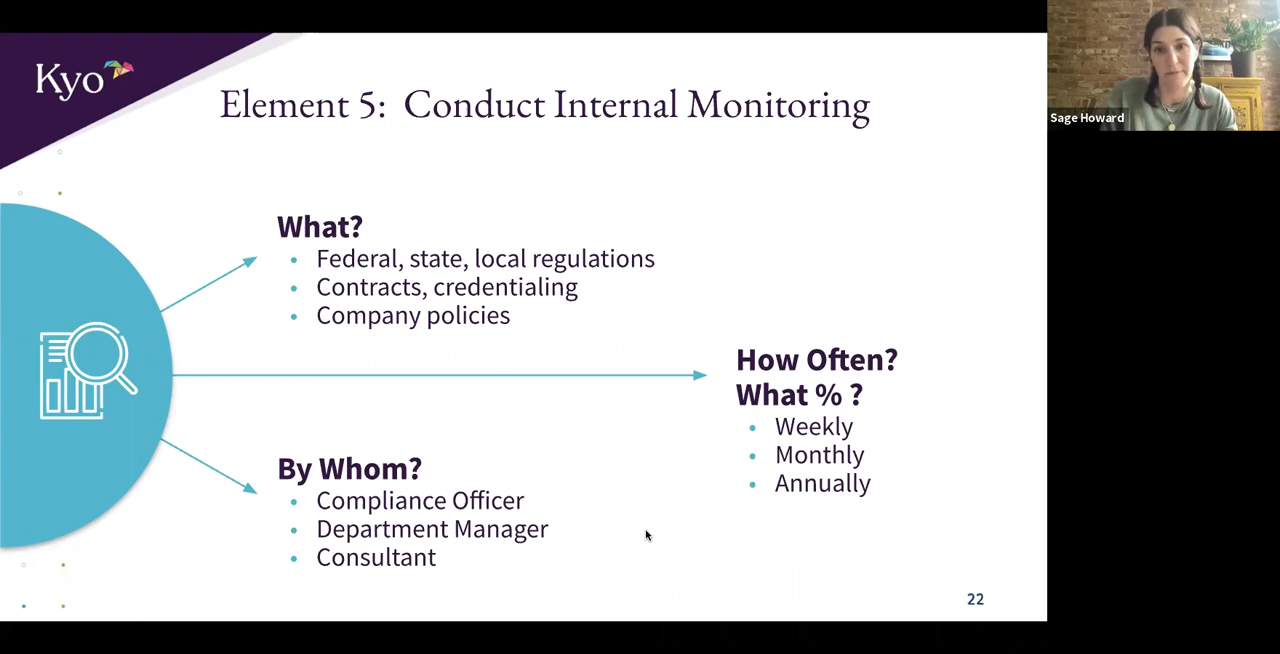 Kyo
Element 5: Conduct Internal Monitoring
Sage Howard
What?
• Federal, state, local regulations
• Contracts, credentialing
• Company policies
How Often?
What % ?
• Weekly
• Monthly
• Annually
By Whom?
• Compliance Officer
• Department Manager
• Consultant
22